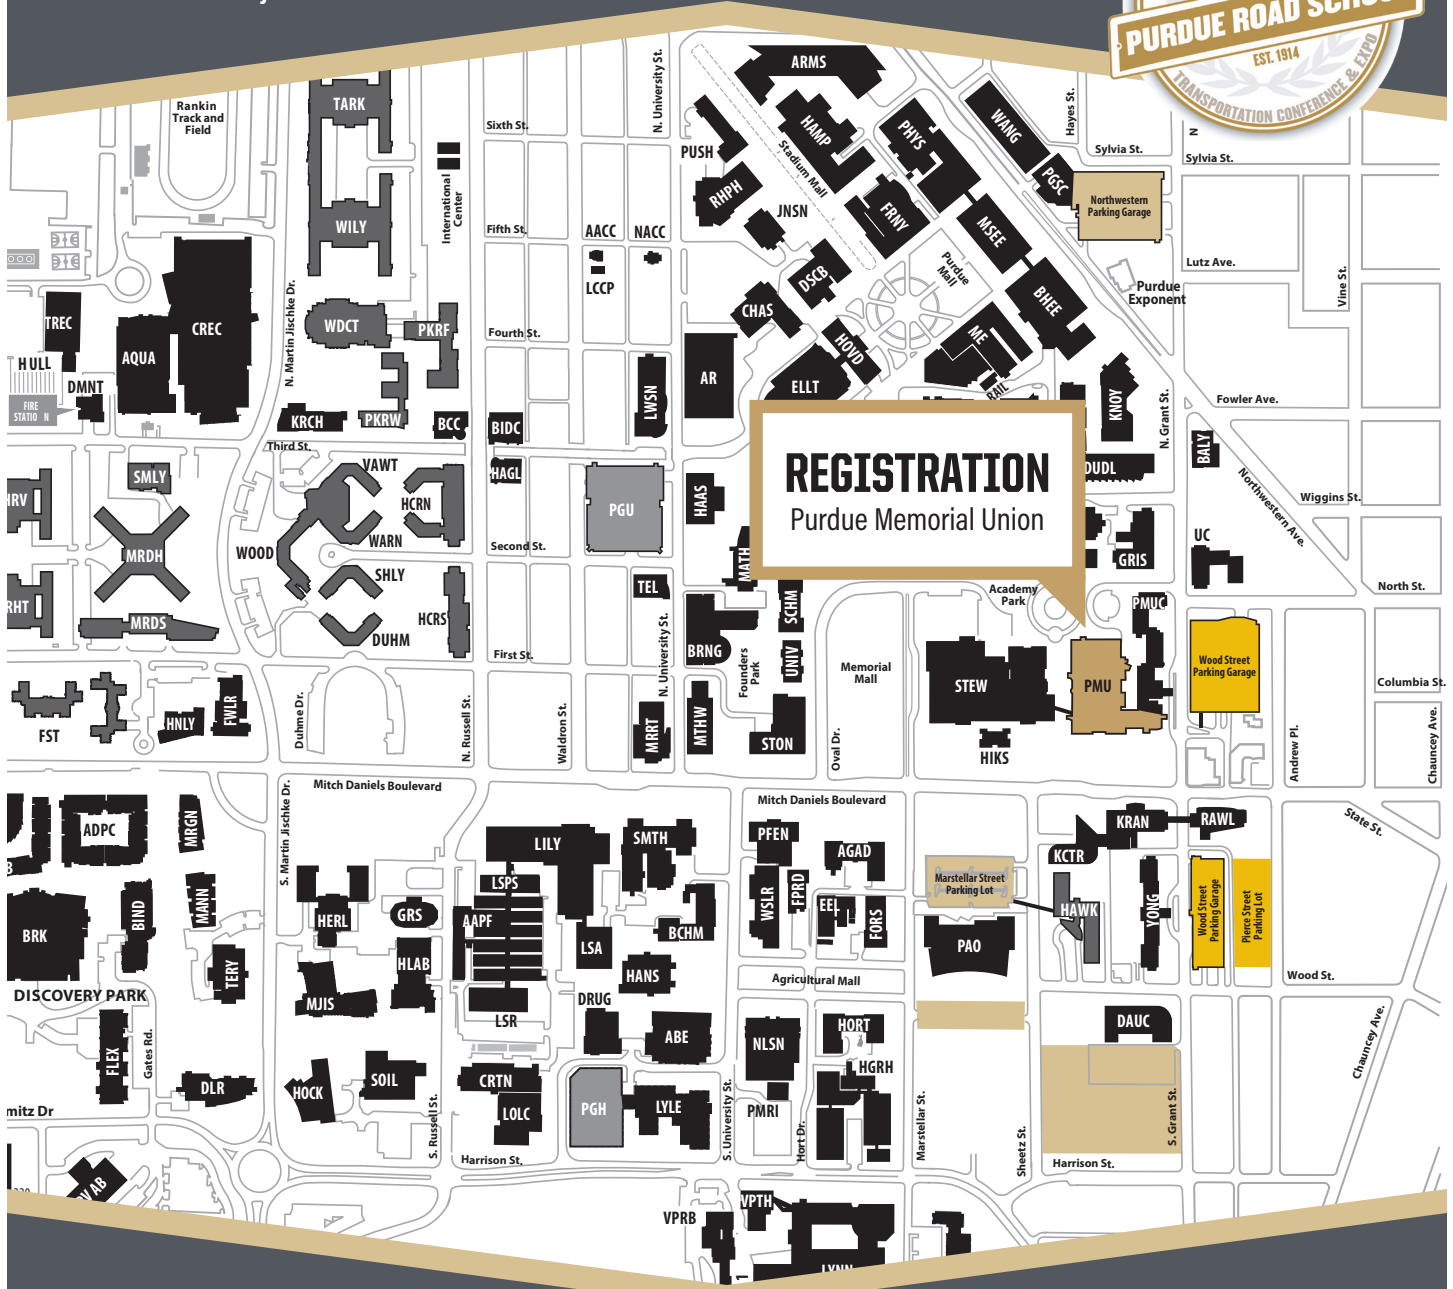 PURDUE ROAD SCHO
EST. 1914
TRANSPORTATION CONFERENCE & EXPO
ARMS
Rankin
Track and
Field
TARK
N. University St.
Sixth St.
HAMP
PHYS
WANG
Hayes St.
N
Sylvia St.
Sylvia St.
PUSH
Stadium Mall
PGSC
RHPH
International
Center
Northwestern
Parking Garage
WILY
JNSN
FRNY
MSEE
Fifth St.
AACC
NACC
LCCP
Purdue
Mall
Lutz Ave.
DSCB
Vine St.
Purdue
Exponent
BHEE
N. Martin Jischke Dr.
TREC
CREC
WDCT
PKRF
Fourth St.
CHAS
HOVD
ME
AQUA
HULL
DMNT
FIRE
STATIO N
AR
ELLT
RAIL
LWSN
KNOY
N. Grant St.
Fowler Ave.
KRCH
PKRW
BCC
BIDC
Third St.
DUDL
BALY
Northwestern Ave.
REGISTRATION
Purdue Memorial Union
SMLY
VAWT
HAGL
HRV
HCRN
PGU
HAAS
Wiggins St.
MRDH
WOOD
WARN
Second St.
MATH
UC
GRIS
SHLY
TEL
Academy
Park
North St.
RHT
MRDS
DUHM
HCRS
SCHM
PMUC
First St.
N. University St.
BRNG
Founders
Park
UNIV
Memorial
Mall
STEW
PMU
Wood Street
Parking Garage
Columbia St.
FST
HNLY
FWLR
Duhme Dr.
N. Russell St.
Waldron St.
MRRT
MTHW
STON
Oval Dr.
HIKS
Andrew Pl.
Chauncey Ave.
Mitch Daniels Boulevard
Mitch Daniels Boulevard
S. Martin Jischke Dr.
ADPC
MRGN
LILY
SMTH
PFEN
AGAD
KRAN
RAWL
State St.
B
KCTR
Marstellar Street
Parking Lot
LSPS
MANN
BIND
HERL
GRS
AAPF
WSLR
FPRD
EEL
FORS
HAWK
YONG
Wood Street
Parking Garage
Pierce Street
Parking Lot
BRK
LSA
BCHM
PAO
TERY
HLAB
HANS
Agricultural Mall
Wood St.
DISCOVERY PARK
MJIS
DRUG
LSR
ABE
NLSN
HORT
DAUC
FLEX
Gates Rd.
DLR
HOCK
SOIL
CRTN
LOLC
PGH
LYLE
S. University St.
PMRI
HGRH
Chauncey Ave.
mitz Dr
S. Russell St.
Hort Dr.
Marstellar St.
Sheetz St.
S. Grant St.
Harrison St.
Harrison St.
AB
VPTH
VPRB
LYNN
1